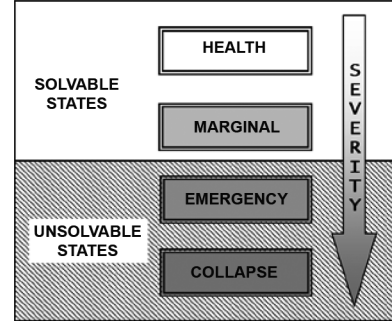 HEALTH
SOLVABLE
STATES
MARGINAL
EMERGENCY
UNSOLVABLE
STATES
COLLAPSE
SEVERITY